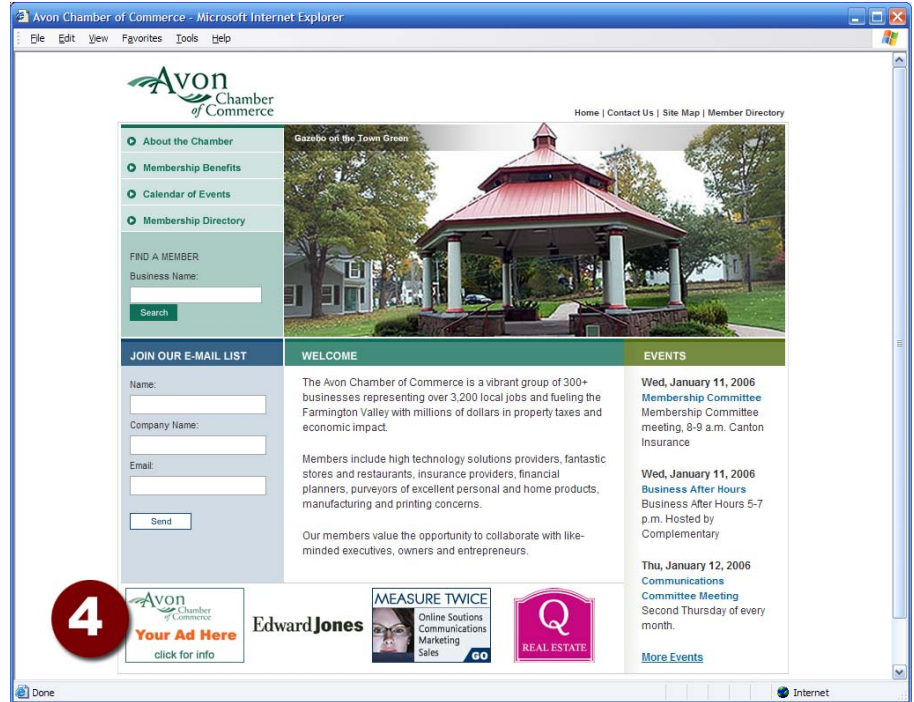 Avon Chamber of Commerce - Microsoft Internet Explorer
File Edit View Favorites Tools Help
Avon
Chamber
of Commerce
Home | Contact Us | Site Map | Member Directory
About the Chamber
Membership Benefits
Calendar of Events
Membership Directory
FIND A MEMBER
Business Name:
Search
Gazebo on the Town Green
JOIN OUR E-MAIL LIST
Name:
Company Name:
Email:
Send
WELCOME
The Avon Chamber of Commerce is a vibrant group of 300+
businesses representing over 3,200 local jobs and fueling the
Farmington Valley with millions of dollars in property taxes and
economic impact.
Members include high technology solutions providers, fantastic
stores and restaurants, insurance providers, financial
planners, purveyors of excellent personal and home products,
manufacturing and printing concerns.
Our members value the opportunity to collaborate with like-
minded executives, owners and entrepreneurs.
EVENTS
Wed, January 11, 2006
Membership Committee
Membership Committee
meeting, 8-9 a.m. Canton
Insurance
Wed, January 11, 2006
Business After Hours
Business After Hours 5-7
p.m. Hosted by
Complementary
Thu, January 12, 2006
Communications
Committee Meeting
Second Thursday of every
month.
More Events
4
Avon
Chamber
of Commerce
Your Ad Here
click for info
Edward Jones
MEASURE TWICE
Online Soutions
Communications
Marketing
Sales
GO
Q
REAL ESTATE
Done
Internet